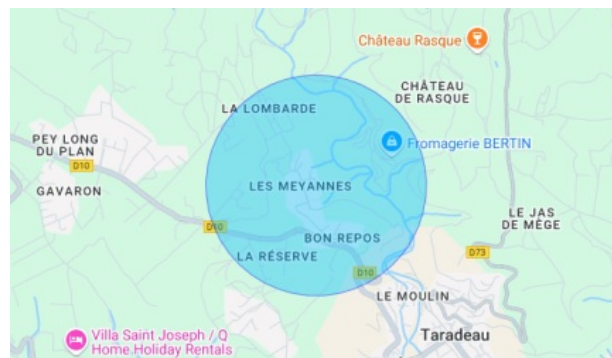 Château Rasque
CHÂTEAU
DE RASQUE
LA LOMBARDE
PEY LONG
DU PLAN
D10
Fromagerie BERTIN
GAVARON
LES MEYANNES
LE JAS
DE MÈGE
D10
BON REPOS
D73
LA RÉSERVE
D10
LE MOULIN
Taradeau
Villa Saint Joseph / Q
Home Holiday Rentals